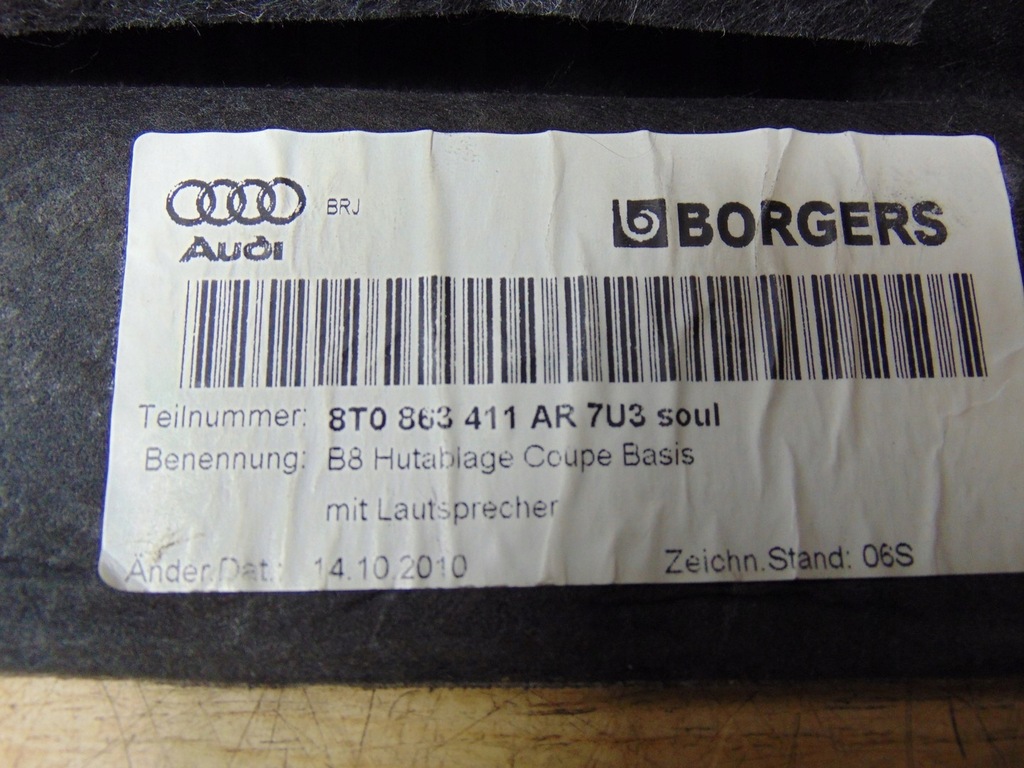 BRJ
Audi
BORGERS
Teilnummer: 8T0 863 411 AR 7U3 soul
Benennung: B8 Hutablage Coupe Basis
mit Lautsprecher
Änder.Dat.: 14.10.2010 Zeichn.Stand: 06S